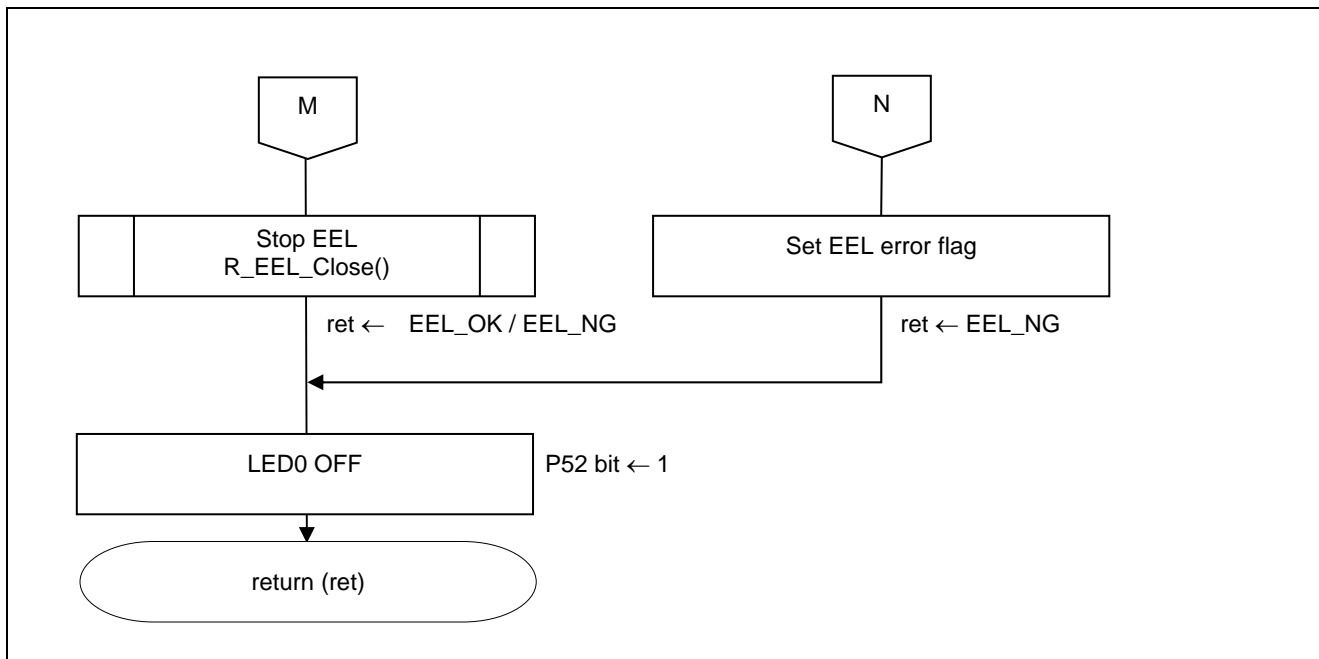 M
N
Stop EEL
R_EEL_Close()
Set EEL error flag
ret ← EEL_OK / EEL_NG
ret ← EEL_NG
LED0 OFF
P52 bit ← 1
return (ret)